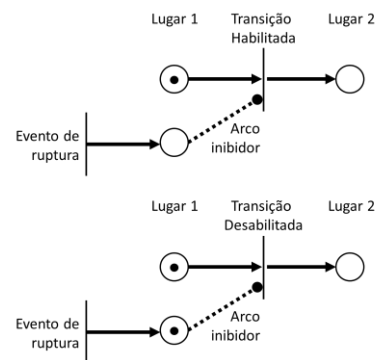 Lugar 1 Transição Lugar 2
Habilitada
Evento de
ruptura
Arco
inibidor
Lugar 1 Transição Lugar 2
Desabilitada
Evento de
ruptura
Arco
inibidor